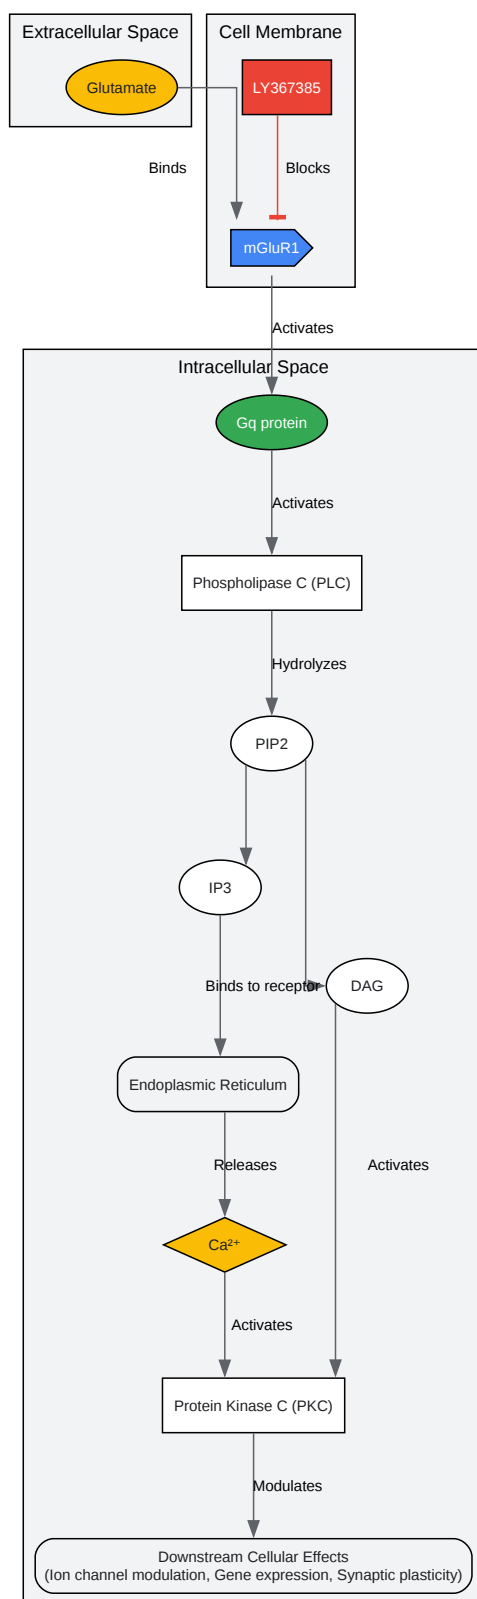 Extracellular Space
Cell Membrane
Glutamate
LY367385
Binds
Blocks
mGluR1
Activates
Intracellular Space
Gq protein
Activates
Phospholipase C (PLC)
Hydrolyzes
PIP2
IP3
Binds to receptor
DAG
Endoplasmic Reticulum
Releases
Activates
Ca²⁺
Activates
Protein Kinase C (PKC)
Modulates
Downstream Cellular Effects
(Ion channel modulation, Gene expression, Synaptic plasticity)